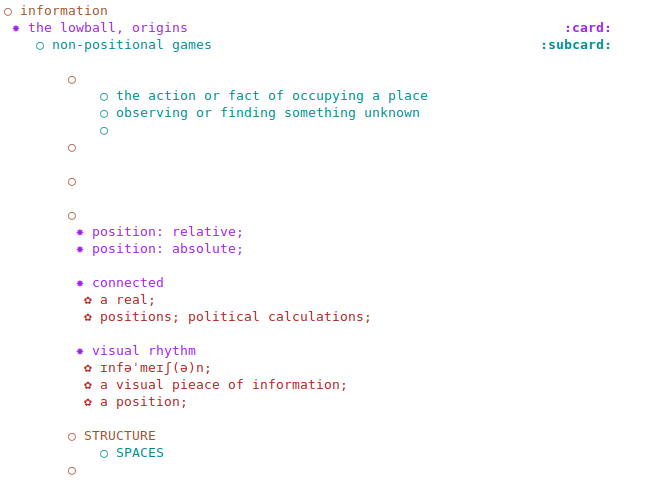 information
the lowball, origins :card:
non-positional games :subcard:
the action or fact of occupying a place
observing or finding something unknown
position: relative;
position: absolute;
connected
a real;
positions; political calculations;
visual rhythm
ɪnfəˈmeɪʃ(ə)n;
a visual pieace of information;
a position;
STRUCTURE
SPACES